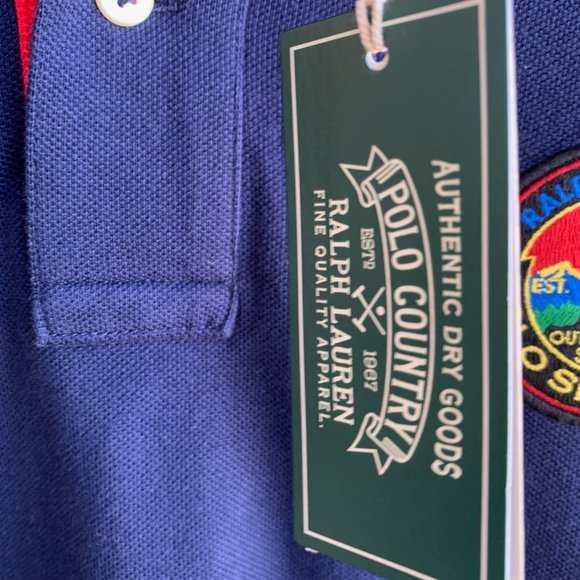 AUTHENTIC DRY GOODS
POLO COUNTRY
ESTD 1967
RALPH LAUREN
FINE QUALITY APPAREL.
EST.